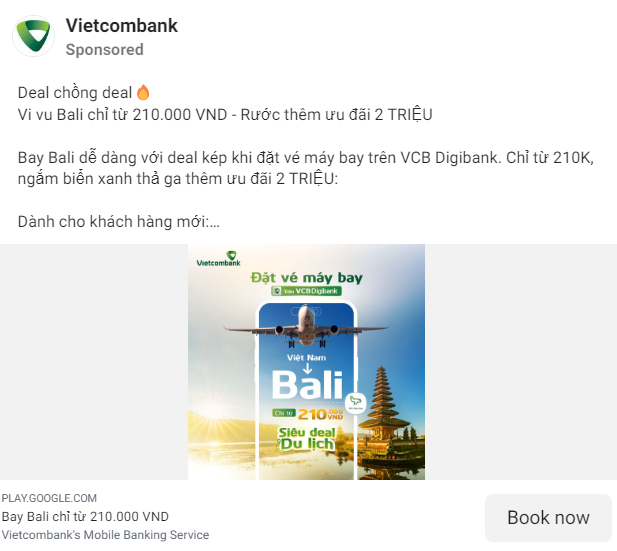 Vietcombank
Sponsored
Deal chồng deal🔥
Vi vu Bali chỉ từ 210.000 VND - Rước thêm ưu đãi 2 TRIỆU
Bay Bali dễ dàng với deal kép khi đặt vé máy bay trên VCB Digibank. Chỉ từ 210K,
ngắm biển xanh thả ga thêm ưu đãi 2 TRIỆU:
Dành cho khách hàng mới:...
Vietcombank
Đặt vé máy bay
trên VCBDigibank
Việt Nam
Bali
Chỉ từ 210.000 VND
Siêu deal
Du lịch
PLAY.GOOGLE.COM
Bay Bali chỉ từ 210.000 VND
Vietcombank's Mobile Banking Service
Book now